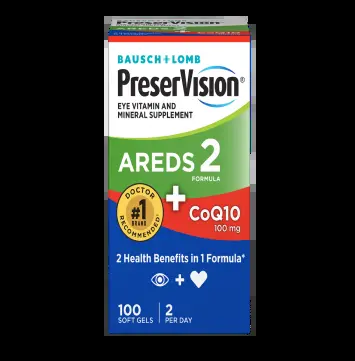 BAUSCH + LOMB
PreserVision®
EYE VITAMIN AND
MINERAL SUPPLEMENT
AREDS 2
FORMULA
+
DOCTOR
#1
BRAND
RECOMMENDED
CoQ10
100 mg
2 Health Benefits in 1 Formula*
+
100
SOFT GELS
2
PER DAY